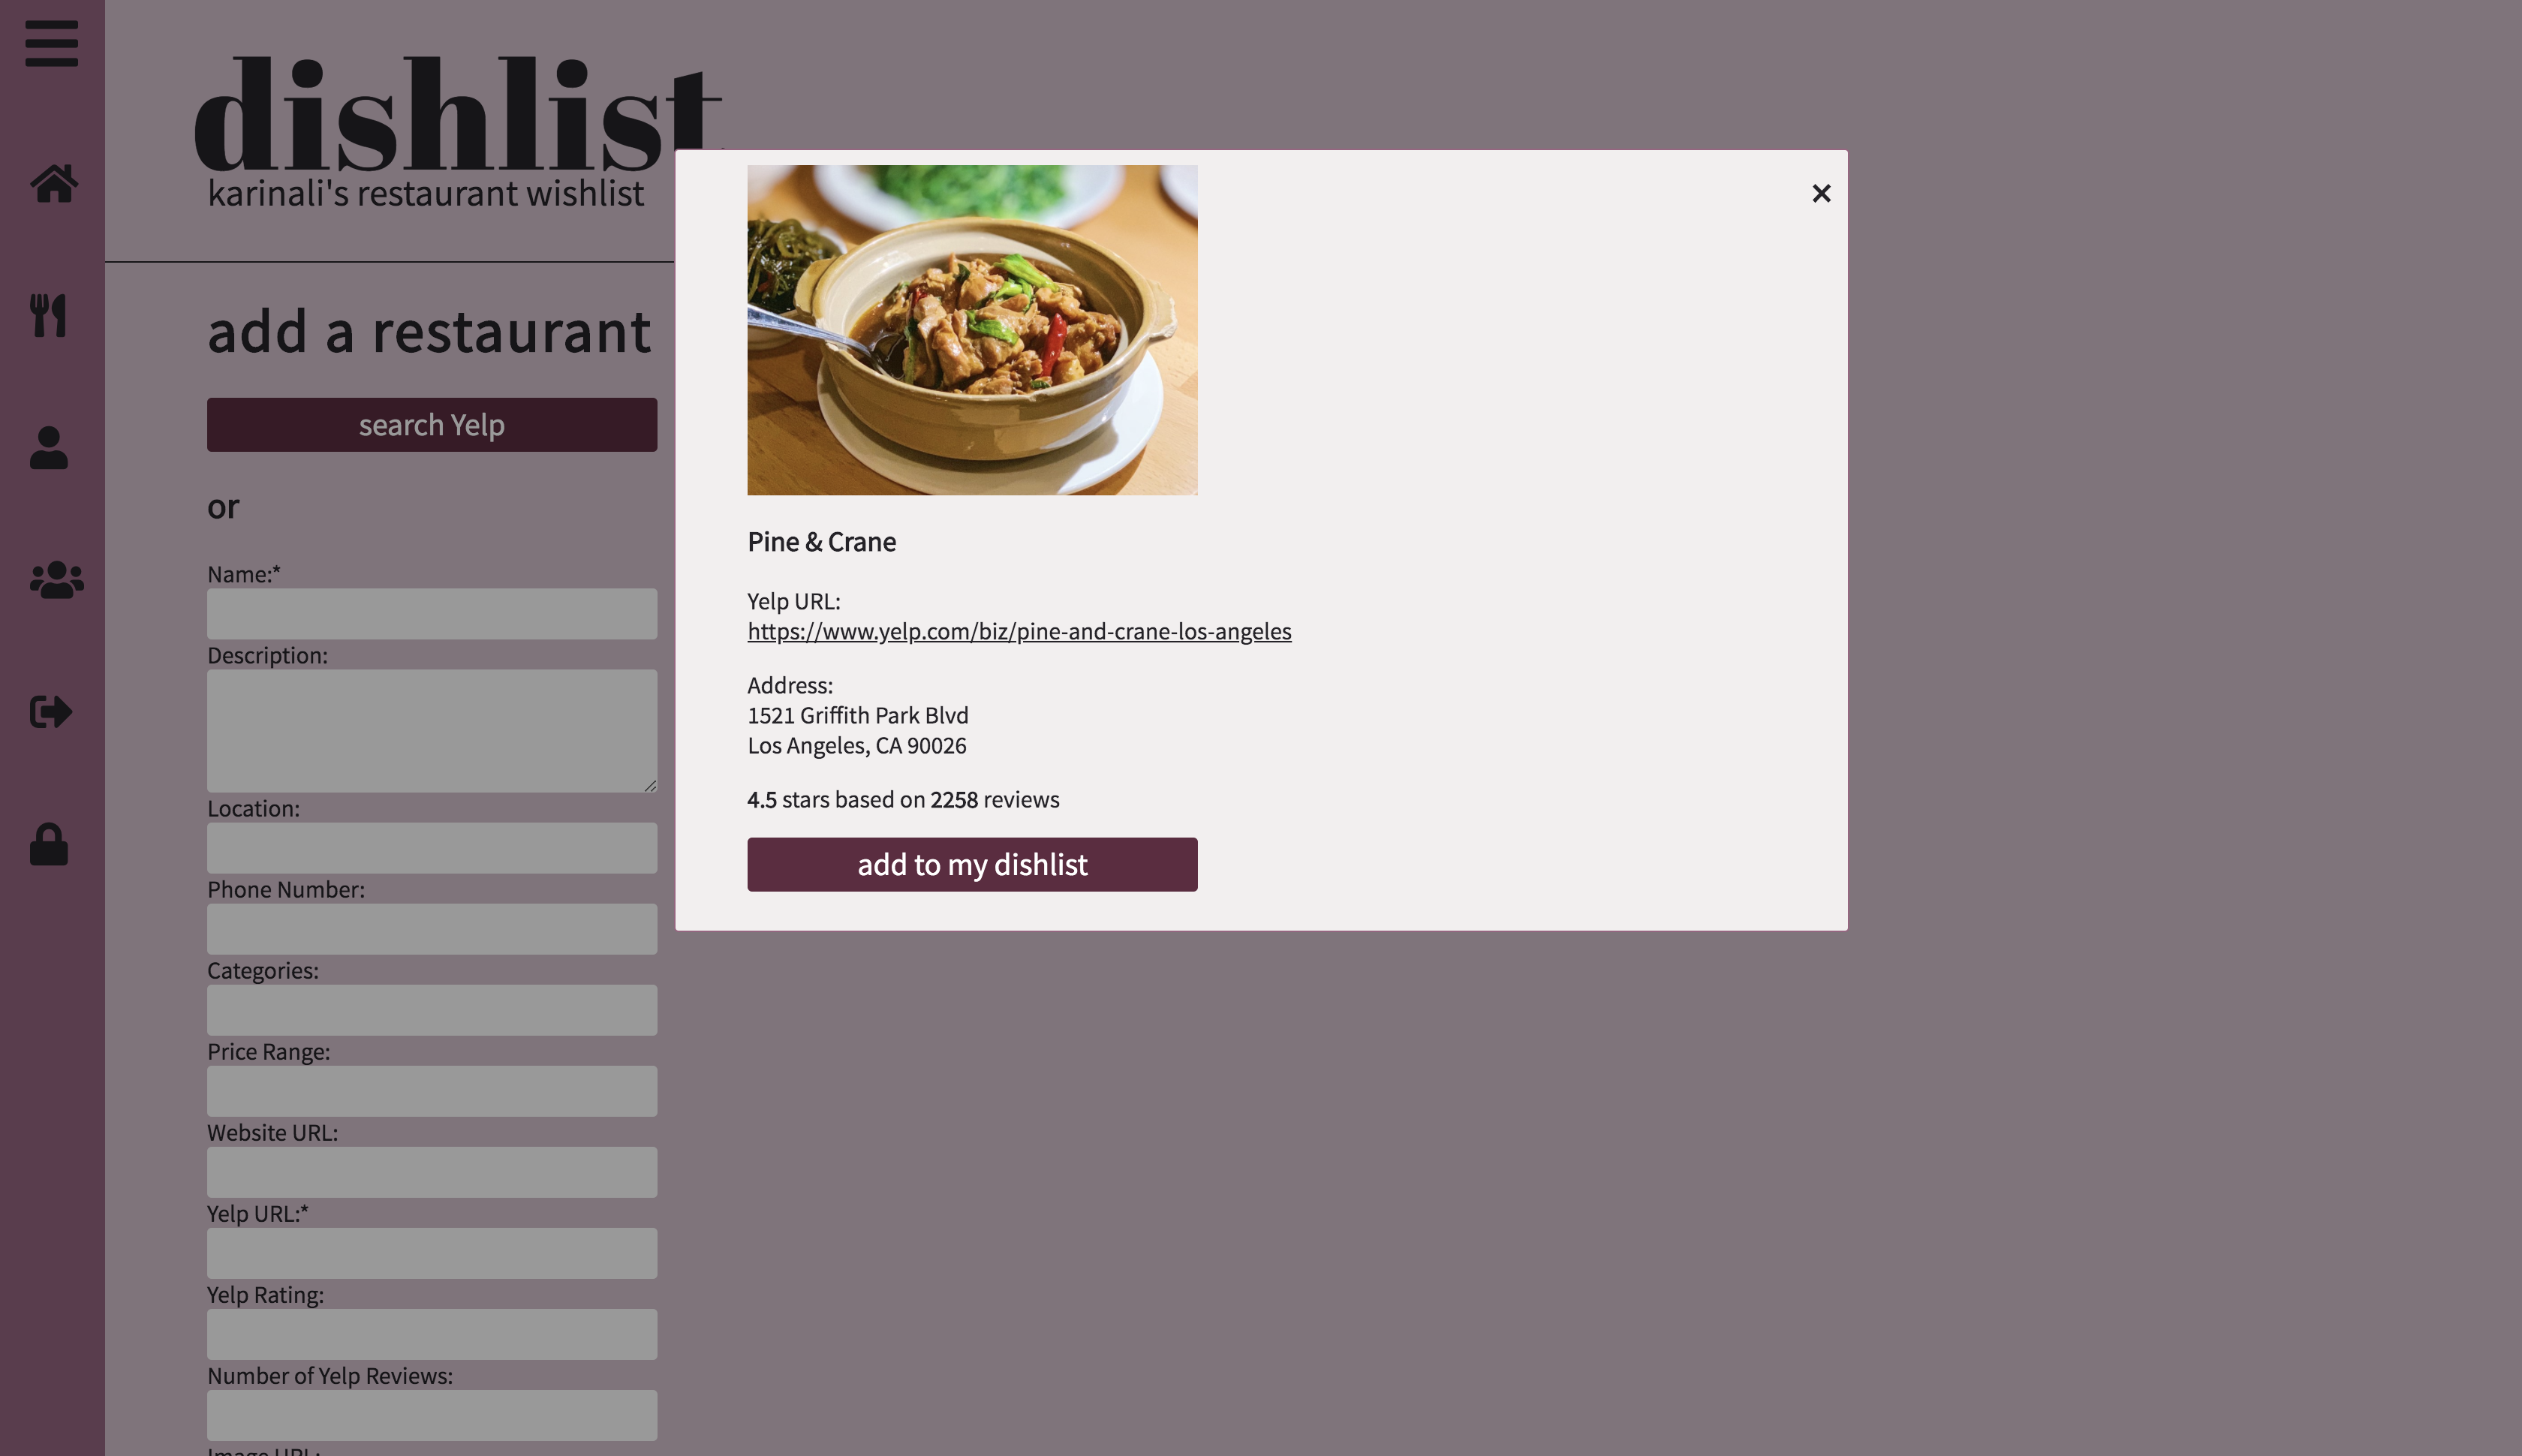 dishlist
karinali's restaurant wishlist
add a restaurant
search Yelp
or
Name:*
Description:
Location:
Phone Number:
Categories:
Price Range:
Website URL:
Yelp URL:*
Yelp Rating:
Number of Yelp Reviews:
Image URL:
×
Pine & Crane
Yelp URL:
https://www.yelp.com/biz/pine-and-crane-los-angeles
Address:
1521 Griffith Park Blvd
Los Angeles, CA 90026
4.5 stars based on 2258 reviews
add to my dishlist